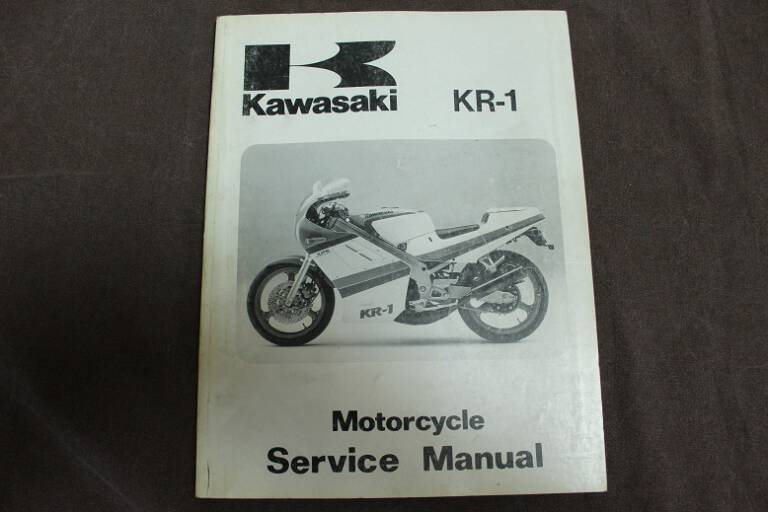 Kawasaki KR-1
KR-1
Motorcycle
Service Manual